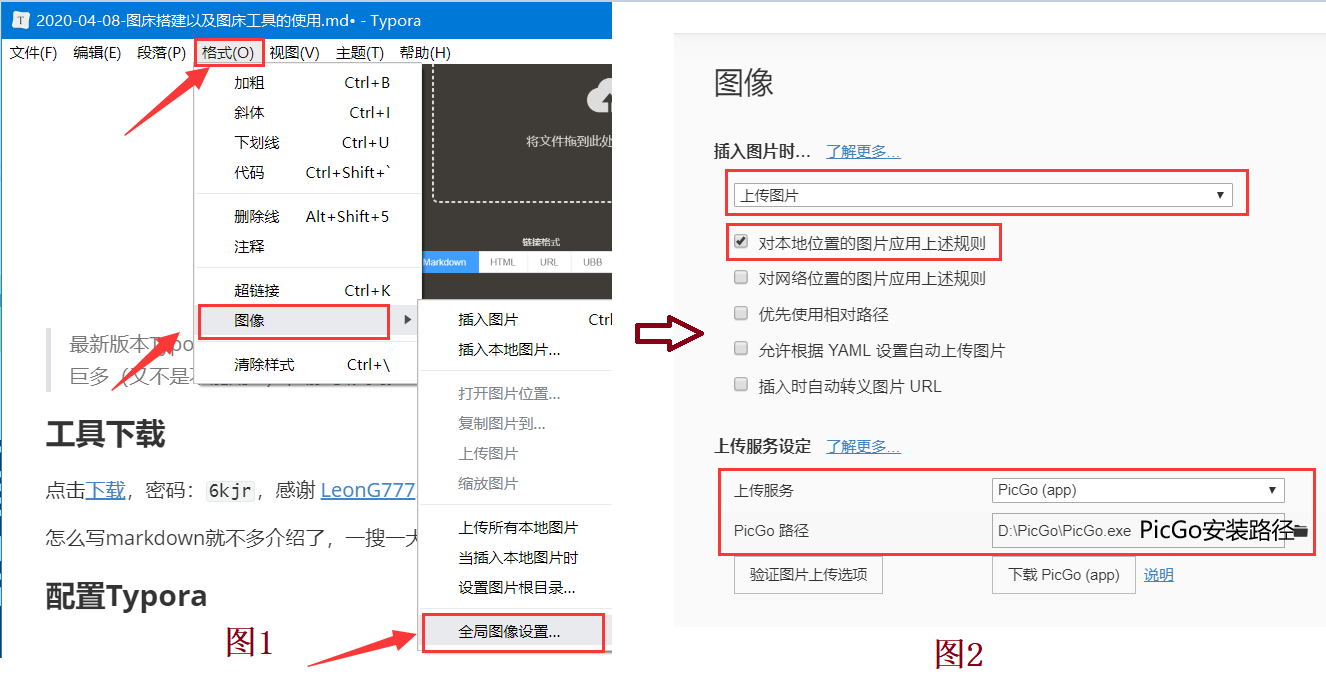 2020-04-08-图床搭建以及图床工具的使用.md• - Typora
文件(F) 编辑(E) 段落(P) 格式(O) 视图(V) 主题(T) 帮助(H)
加粗 Ctrl+B
斜体 Ctrl+I
下划线 Ctrl+U
代码 Ctrl+Shift+`
删除线 Alt+Shift+5
注释
超链接 Ctrl+K
图像
清除样式 Ctrl+\
将文件拖到此处
链接格式
Markdown HTML URL UBB
插入图片 Ctrl
插入本地图片...
打开图片位置...
复制图片到...
上传图片
缩放图片
上传所有本地图片
当插入本地图片时
设置图片根目录...
全局图像设置...
最新版本Typo
巨多（又不是
工具下载
点击下载，密码：6kjr，感谢 LeonG777
怎么写markdown就不多介绍了，一搜一大
配置Typora
图1
图像
插入图片时... 了解更多...
上传图片
对本地位置的图片应用上述规则
对网络位置的图片应用上述规则
优先使用相对路径
允许根据 YAML 设置自动上传图片
插入时自动转义图片 URL
上传服务设定 了解更多...
上传服务 PicGo (app)
PicGo 路径 D:\PicGo\PicGo.exe PicGo安装路径
验证图片上传选项 下载 PicGo (app) 说明
图2